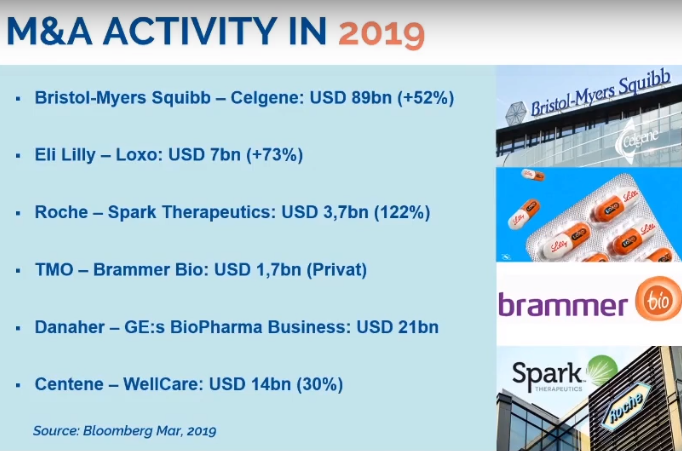 M&A ACTIVITY IN 2019
▪ Bristol-Myers Squibb – Celgene: USD 89bn (+52%)
▪ Eli Lilly – Loxo: USD 7bn (+73%)
▪ Roche – Spark Therapeutics: USD 3,7bn (122%)
▪ TMO – Brammer Bio: USD 1,7bn (Privat)
▪ Danaher – GE:s BioPharma Business: USD 21bn
▪ Centene – WellCare: USD 14bn (30%)
Source: Bloomberg Mar, 2019
Bristol-Myers Squibb
Celgene
Lilly
Lilly
Lilly
brammer bio
Spark
THERAPEUTICS
Roche